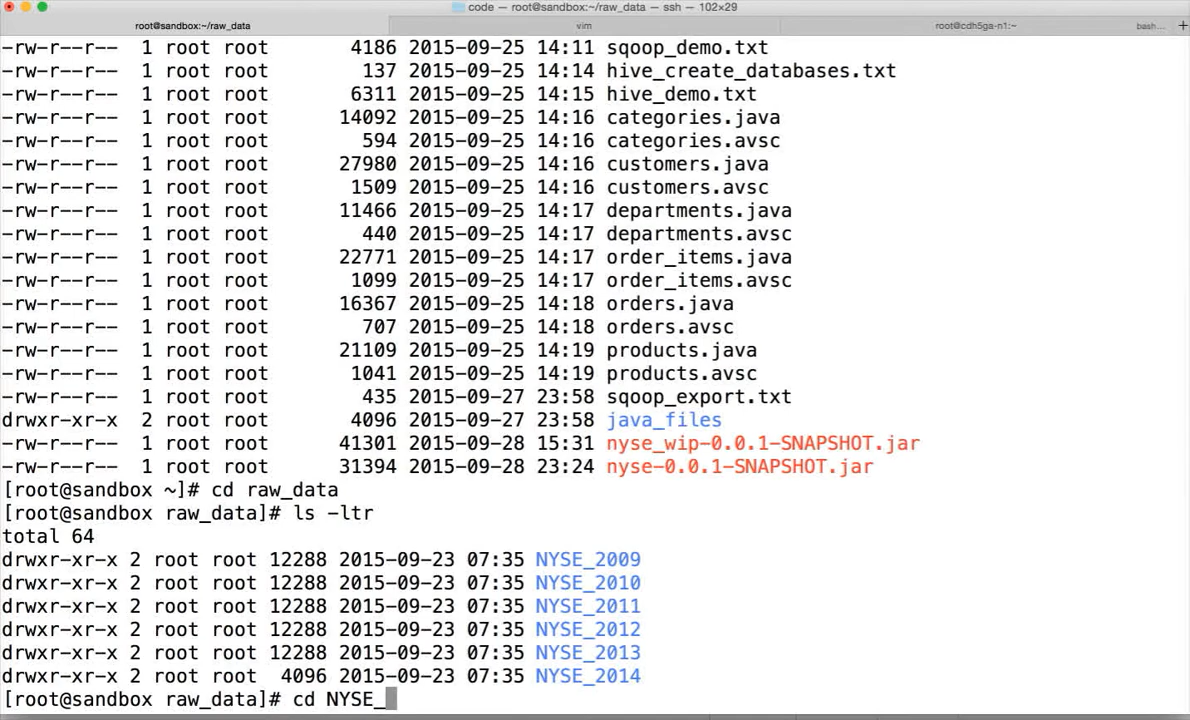 code — root@sandbox:~/raw_data — ssh — 102×29
root@sandbox:~/raw_data vim root@cdh5ga-n1:~ bash... +
-rw-r--r-- 1 root root 4186 2015-09-25 14:11 sqoop_demo.txt
-rw-r--r-- 1 root root 137 2015-09-25 14:14 hive_create_databases.txt
-rw-r--r-- 1 root root 6311 2015-09-25 14:15 hive_demo.txt
-rw-r--r-- 1 root root 14092 2015-09-25 14:16 categories.java
-rw-r--r-- 1 root root 594 2015-09-25 14:16 categories.avsc
-rw-r--r-- 1 root root 27980 2015-09-25 14:16 customers.java
-rw-r--r-- 1 root root 1509 2015-09-25 14:16 customers.avsc
-rw-r--r-- 1 root root 11466 2015-09-25 14:17 departments.java
-rw-r--r-- 1 root root 440 2015-09-25 14:17 departments.avsc
-rw-r--r-- 1 root root 22771 2015-09-25 14:17 order_items.java
-rw-r--r-- 1 root root 1099 2015-09-25 14:17 order_items.avsc
-rw-r--r-- 1 root root 16367 2015-09-25 14:18 orders.java
-rw-r--r-- 1 root root 707 2015-09-25 14:18 orders.avsc
-rw-r--r-- 1 root root 21109 2015-09-25 14:19 products.java
-rw-r--r-- 1 root root 1041 2015-09-25 14:19 products.avsc
-rw-r--r-- 1 root root 435 2015-09-27 23:58 sqoop_export.txt
drwxr-xr-x 2 root root 4096 2015-09-27 23:58 java_files
-rw-r--r-- 1 root root 41301 2015-09-28 15:31 nyse_wip-0.0.1-SNAPSHOT.jar
-rw-r--r-- 1 root root 31394 2015-09-28 23:24 nyse-0.0.1-SNAPSHOT.jar
[root@sandbox ~]# cd raw_data
[root@sandbox raw_data]# ls -ltr
total 64
drwxr-xr-x 2 root root 12288 2015-09-23 07:35 NYSE_2009
drwxr-xr-x 2 root root 12288 2015-09-23 07:35 NYSE_2010
drwxr-xr-x 2 root root 12288 2015-09-23 07:35 NYSE_2011
drwxr-xr-x 2 root root 12288 2015-09-23 07:35 NYSE_2012
drwxr-xr-x 2 root root 12288 2015-09-23 07:35 NYSE_2013
drwxr-xr-x 2 root root 4096 2015-09-23 07:35 NYSE_2014
[root@sandbox raw_data]# cd NYSE_